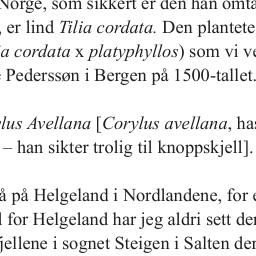 Norge, som sikkert er den han omta
, er lind Tilia cordata. Den plantete
a cordata x platyphyllos) som vi ve
Pederssøn i Bergen på 1500-tallet.
lus Avellana [Corylus avellana, has
– han sikter trolig til knoppskjell].
å på Helgeland i Nordlandene, for e
l for Helgeland har jeg aldri sett der
jellene i sognet Steigen i Salten der